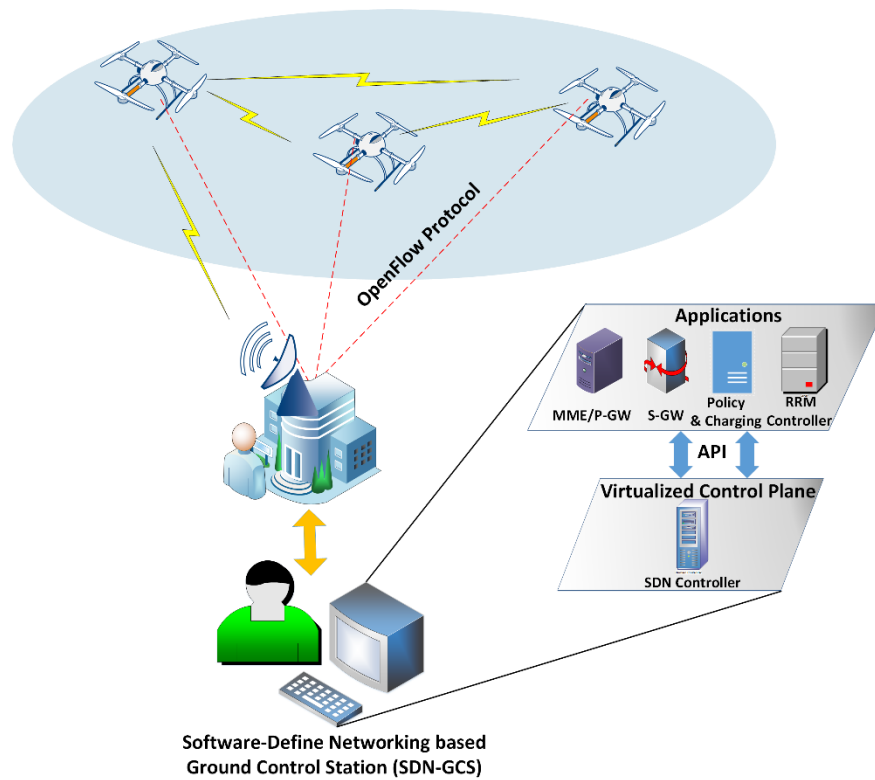 OpenFlow Protocol
Applications
MME/P-GW
S-GW
Policy
& Charging
RRM
Controller
API
Virtualized Control Plane
SDN Controller
Software-Define Networking based
Ground Control Station (SDN-GCS)